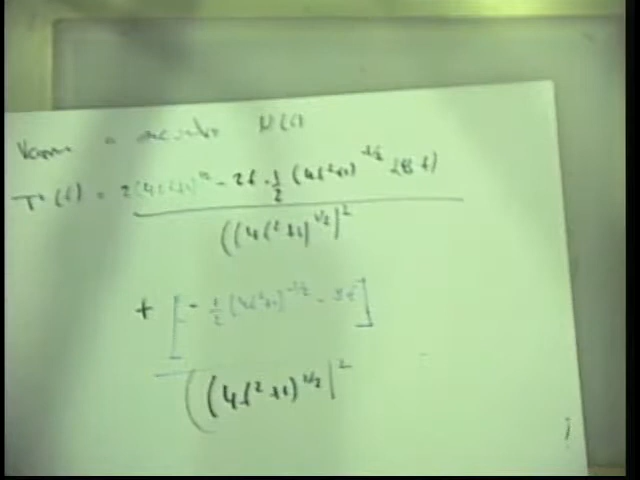 Vamos a N(t)
T'(t) = 2(4t²+1)^½ - 2t · 1/2 (4t²+1)^-1/2 · (8t)
((4t²+1)^1/2)²
+ [- 1/2 (4t²+1)^-1/2 · 8t]
((4t²+1)^1/2)²